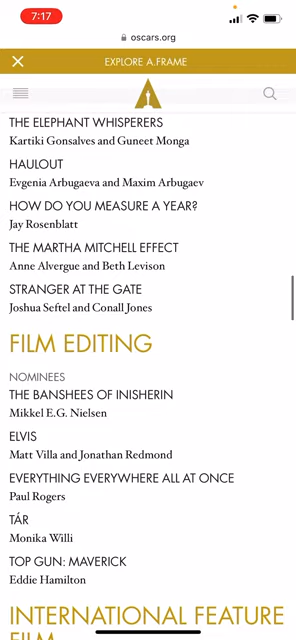 7:17
oscars.org
EXPLORE A.FRAME
THE ELEPHANT WHISPERERS
Kartiki Gonsalves and Guneet Monga
HAULOUT
Evgenia Arbugaeva and Maxim Arbugaev
HOW DO YOU MEASURE A YEAR?
Jay Rosenblatt
THE MARTHA MITCHELL EFFECT
Anne Alvergue and Beth Levison
STRANGER AT THE GATE
Joshua Seftel and Conall Jones
FILM EDITING
NOMINEES
THE BANSHEES OF INISHERIN
Mikkel E.G. Nielsen
ELVIS
Matt Villa and Jonathan Redmond
EVERYTHING EVERYWHERE ALL AT ONCE
Paul Rogers
TÁR
Monika Willi
TOP GUN: MAVERICK
Eddie Hamilton
INTERNATIONAL FEATURE
FILM